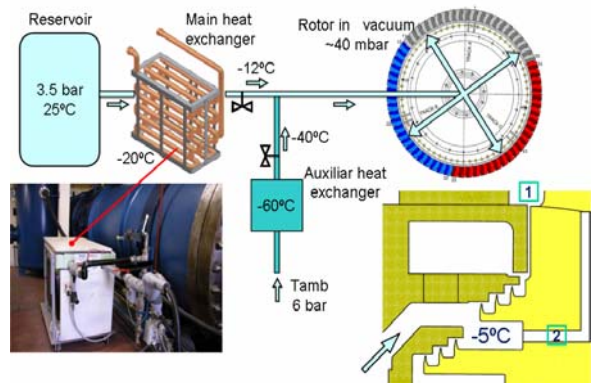 Reservoir
3.5 bar
25ºC
Main heat
exchanger
-20ºC
-12ºC
-40ºC
Auxiliar heat
exchanger
-60ºC
Tamb
6 bar
Rotor in vacuum
~40 mbar
1
-5ºC
2